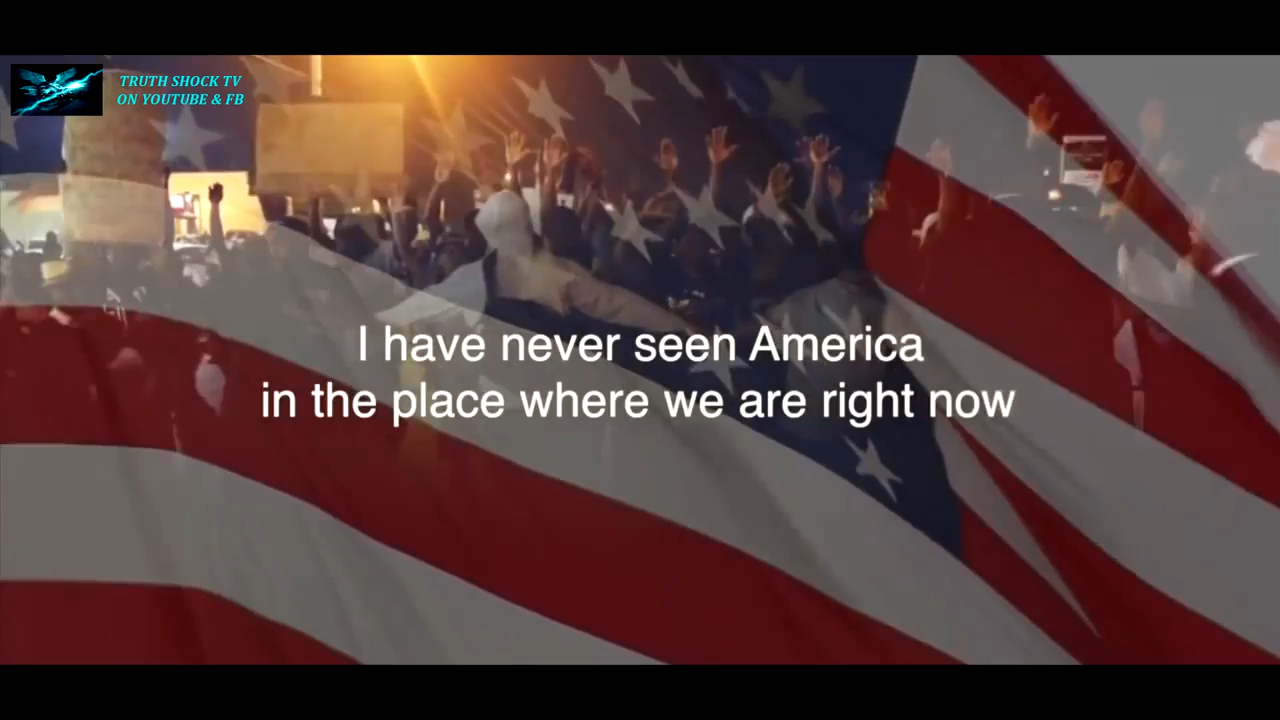 TRUTH SHOCK TV
ON YOUTUBE & FB
I have never seen America
in the place where we are right now